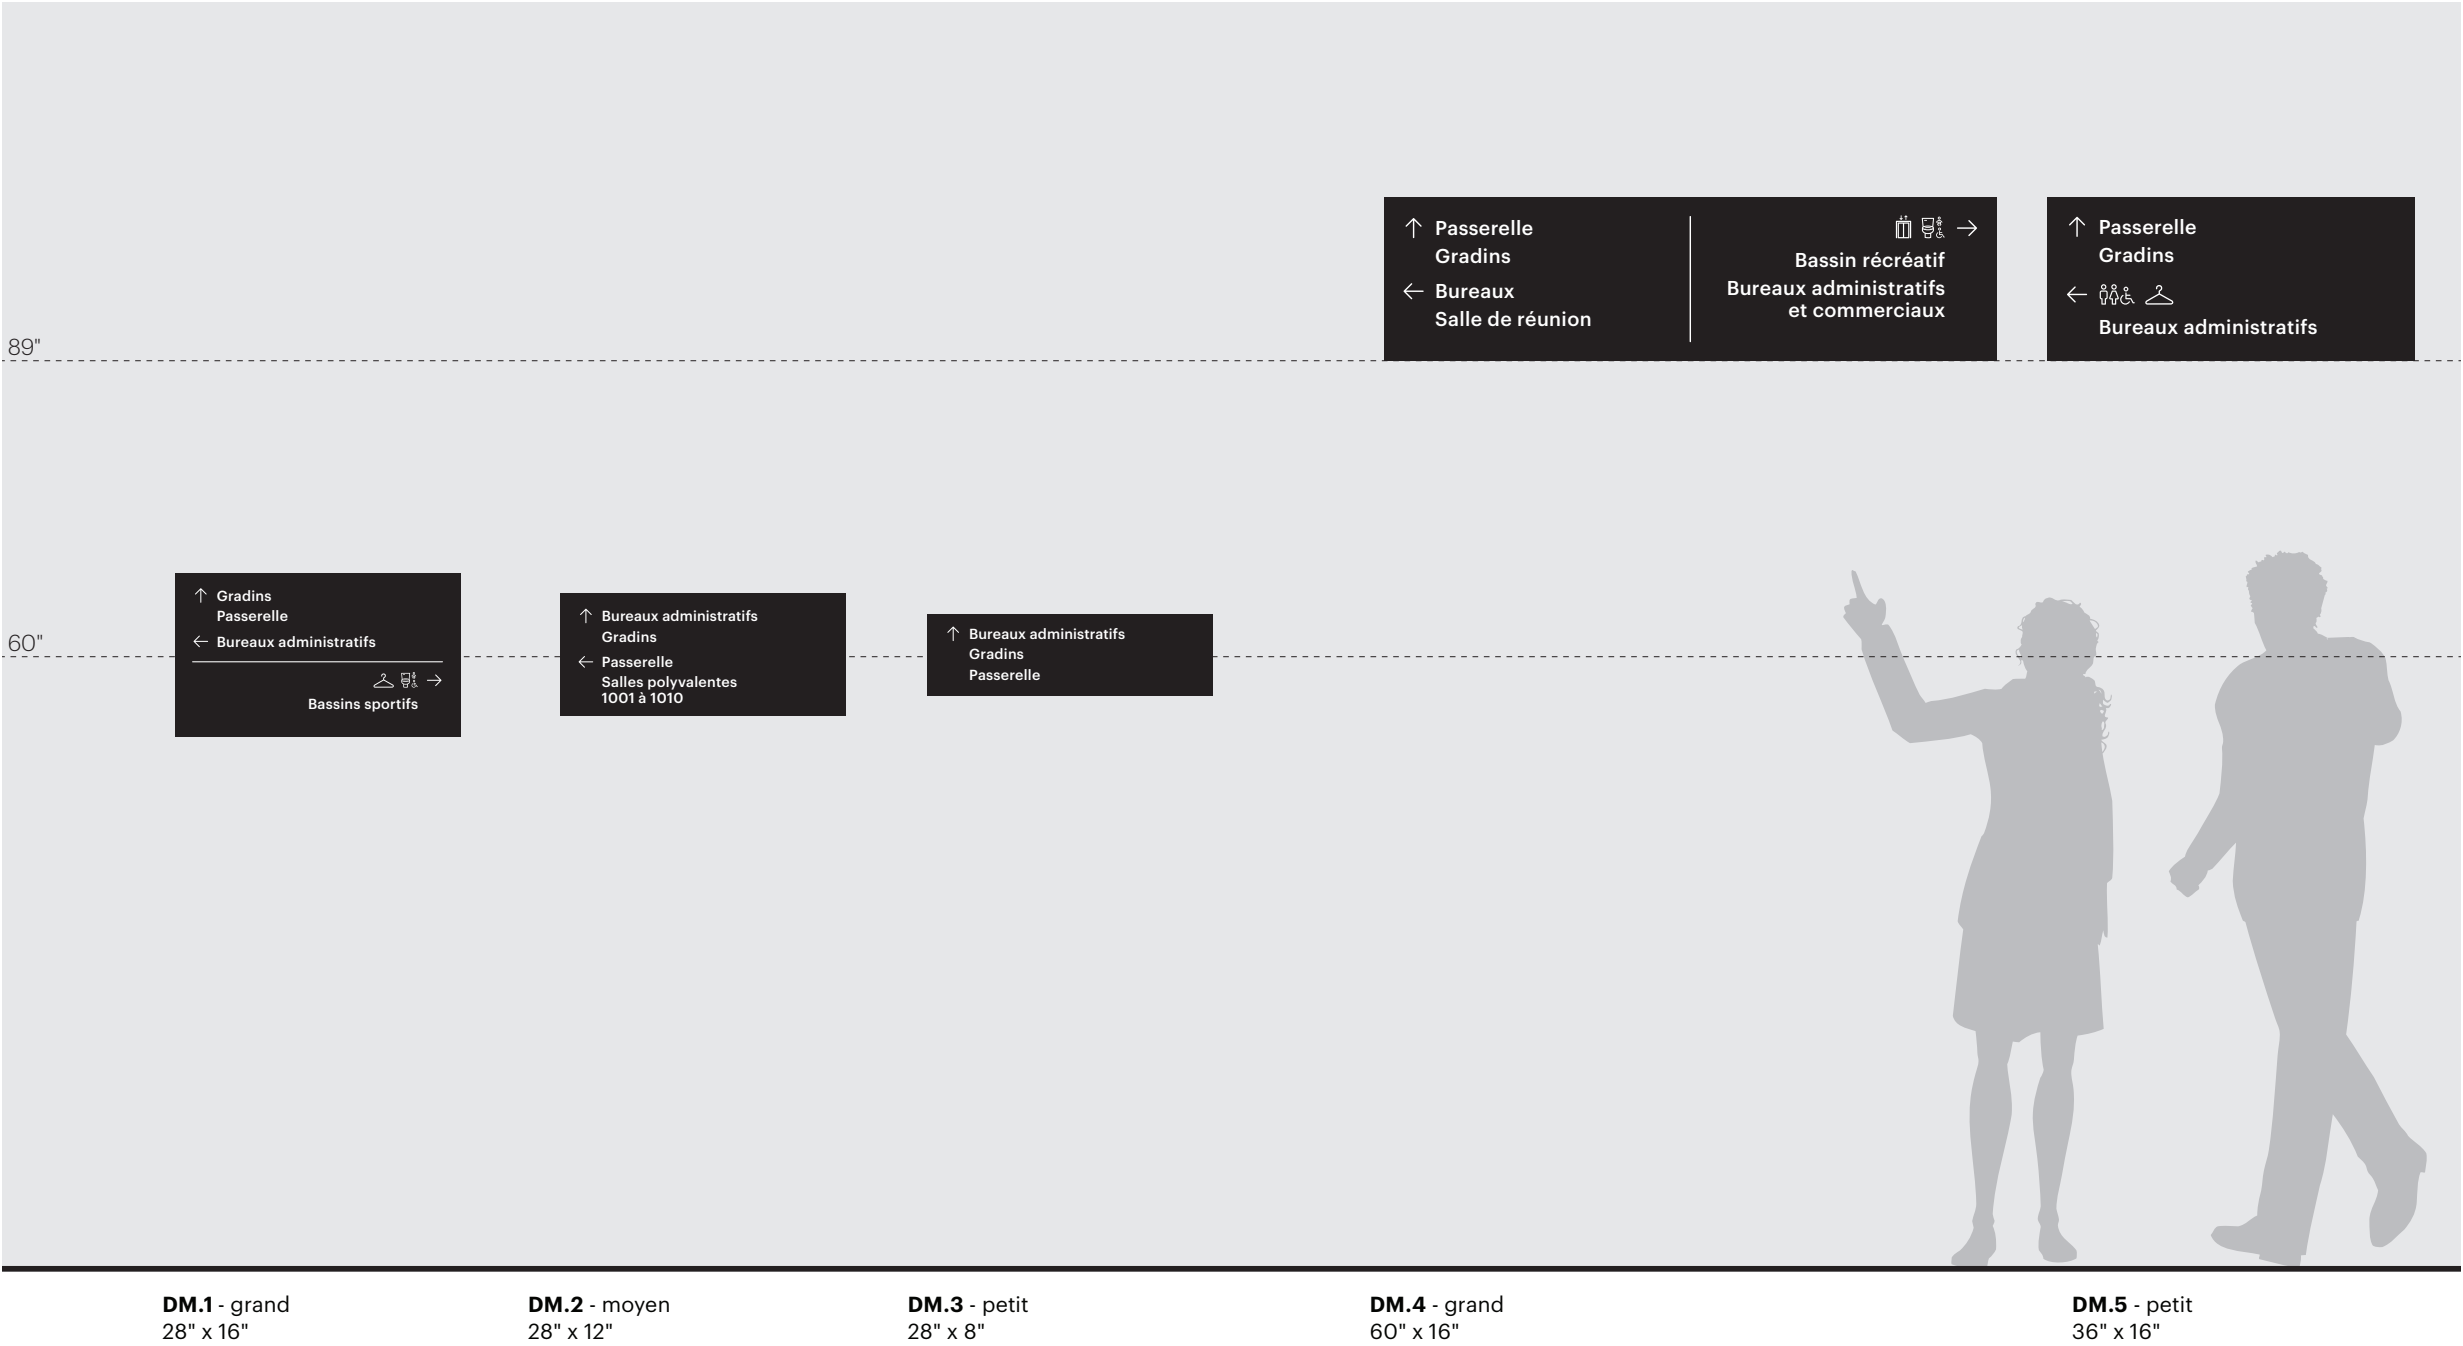 ↑ Passerelle
Gradins
← Bureaux
Salle de réunion
→
Bassin récréatif
Bureaux administratifs
et commerciaux
↑ Passerelle
Gradins
←
Bureaux administratifs
89"
60"
↑ Gradins
Passerelle
← Bureaux administratifs
→
Bassins sportifs
↑ Bureaux administratifs
Gradins
← Passerelle
Salles polyvalentes
1001 à 1010
↑ Bureaux administratifs
Gradins
Passerelle
DM.1 - grand
28" x 16"
DM.2 - moyen
28" x 12"
DM.3 - petit
28" x 8"
DM.4 - grand
60" x 16"
DM.5 - petit
36" x 16"